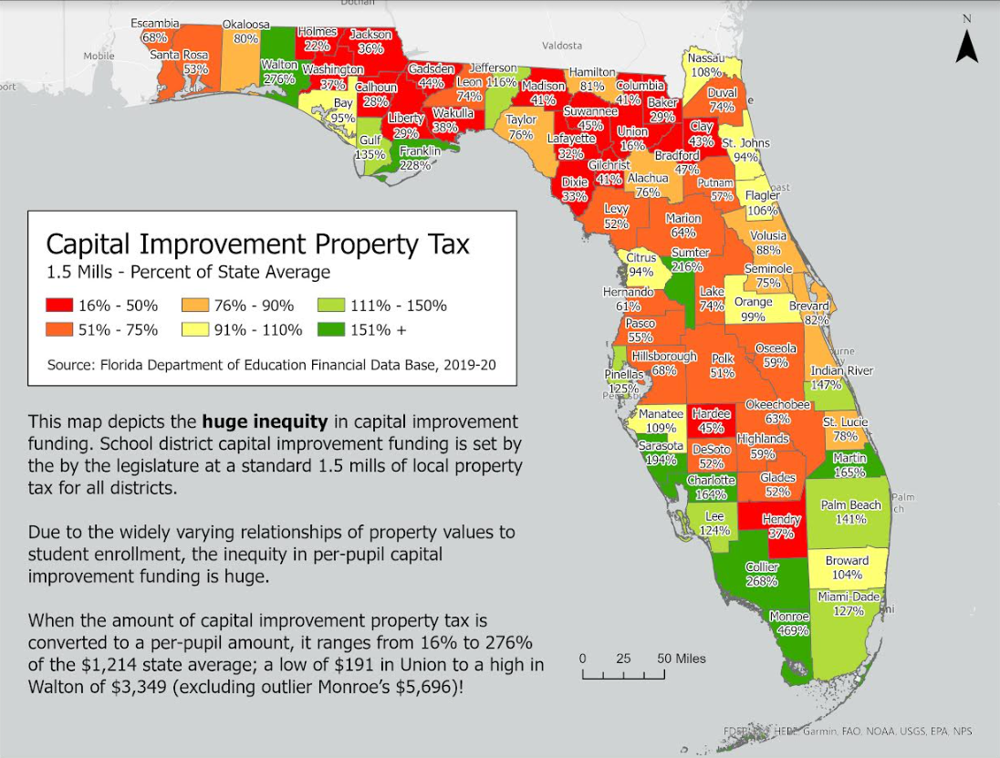 Dothan
Escambia
68%
Okaloosa
80%
Holmes
22%
Jackson
36%
Santa Rosa
53%
Walton
276%
Washington
37%
Mobile
Valdosta
N
Calhoun
28%
Gadsden
44%
Leon
74%
Jefferson
116%
Madison
41%
Hamilton
81%
Columbia
41%
Baker
29%
Nassau
108%
Duval
74%
Bay
95%
Liberty
29%
Wakulla
38%
Taylor
76%
Suwannee
45%
Union
16%
Clay
43%
St. Johns
94%
Gulf
135%
Franklin
228%
Lafayette
32%
Gilchrist
41%
Bradford
47%
Alachua
76%
Putnam
57%
Dixie
33%
Flagler
106%
Levy
52%
Marion
64%
Volusia
88%
Citrus
94%
Sumter
216%
Seminole
75%
Hernando
61%
Lake
74%
Orange
99%
Brevard
82%
Pasco
55%
Hillsborough
68%
Polk
51%
Osceola
59%
Pinellas
125%
Indian River
147%
Manatee
109%
Hardee
45%
Okeechobee
63%
St. Lucie
78%
Highlands
59%
Sarasota
194%
DeSoto
52%
Martin
165%
Charlotte
164%
Glades
52%
Lee
124%
Hendry
37%
Palm Beach
141%
Palm
Collier
268%
Broward
104%
Miami-Dade
127%
Monroe
469%
Capital Improvement Property Tax
1.5 Mills - Percent of State Average
16% - 50% 76% - 90% 111% - 150%
51% - 75% 91% - 110% 151% +
Source: Florida Department of Education Financial Data Base, 2019-20
This map depicts the huge inequity in capital improvement
funding. School district capital improvement funding is set by
the by the legislature at a standard 1.5 mills of local property
tax for all districts.
Due to the widely varying relationships of property values to
student enrollment, the inequity in per-pupil capital
improvement funding is huge.
When the amount of capital improvement property tax is
converted to a per-pupil amount, it ranges from 16% to 276%
of the $1,214 state average; a low of $191 in Union to a high in
Walton of $3,349 (excluding outlier Monroe's $5,696)!
0 25 50 Miles
HERE, Garmin, FAO, NOAA, USGS, EPA, NPS